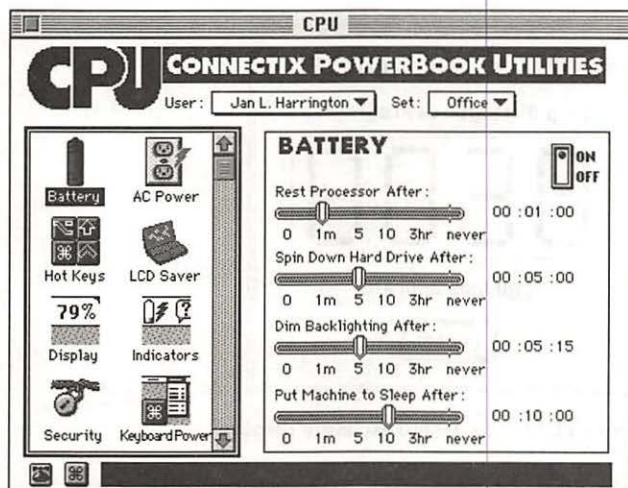 CPU
CPU CONNECTIX POWERBOOK UTILITIES
User: Jan L. Harrington Set: Office
Battery AC Power
Hot Keys LCD Saver
79%
Display Indicators
Security Keyboard Power
BATTERY
ON
OFF
Rest Processor After:
00:01:00
0 1m 5 10 3hr never
Spin Down Hard Drive After:
00:05:00
0 1m 5 10 3hr never
Dim Backlighting After:
00:05:15
0 1m 5 10 3hr never
Put Machine to Sleep After:
00:10:00
0 1m 5 10 3hr never